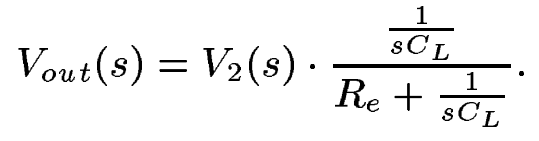 $V_{out}(s) = V_2(s) \cdot \frac{\frac{1}{sC_L}}{R_e + \frac{1}{sC_L}}.$